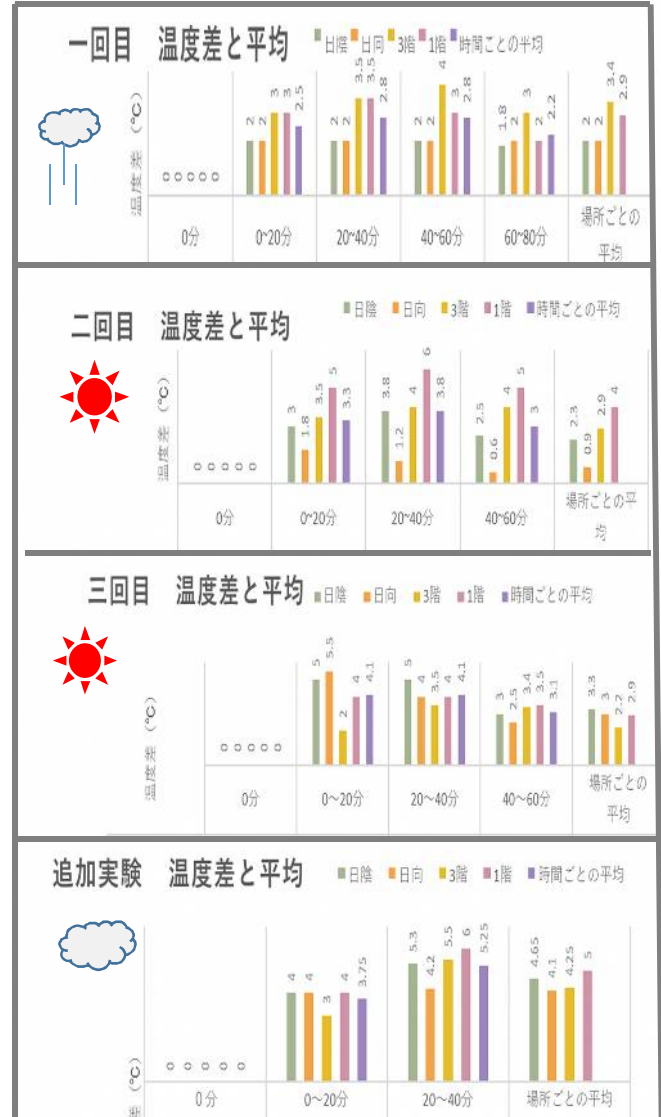 一回目　温度差と平均
日陰 日向 3階 1階 時間ごとの平均
温度差（℃）
0 0 0 0 0
2 2 3 3 2.5
2 2 3.5 3.5 2.8
2 2 4 3 2.8
1.8 2 3 2 2.2
2 2 3.4 2.9
0分 0~20分 20~40分 40~60分 60~80分 場所ごとの
平均
二回目　温度差と平均
日陰 日向 3階 1階 時間ごとの平均
温度差（℃）
0 0 0 0 0
3 1.8 3.5 5 3.3
3.8 1.2 4 6 3.8
2.5 0.6 4 5 3
2.3 0.9 2.9 4
0分 0~20分 20~40分 40~60分 場所ごとの平
均
三回目　温度差と平均
日陰 日向 3階 1階 時間ごとの平均
温度差（℃）
0 0 0 0 0
5 5.5 2 4 4.1
5 4 3.5 4 4.1
3 2.5 3.4 3.5 3.1
3.3 3 2.2 2.9
0分 0～20分 20～40分 40～60分 場所ごとの
平均
追加実験　温度差と平均
日陰 日向 3階 1階 時間ごとの平均
差（℃）
0 0 0 0 0
4 4 3 4 3.75
5.3 4.2 5.5 6 5.25
4.65 4.1 4.25 5
0分 0～20分 20～40分 場所ごとの平均